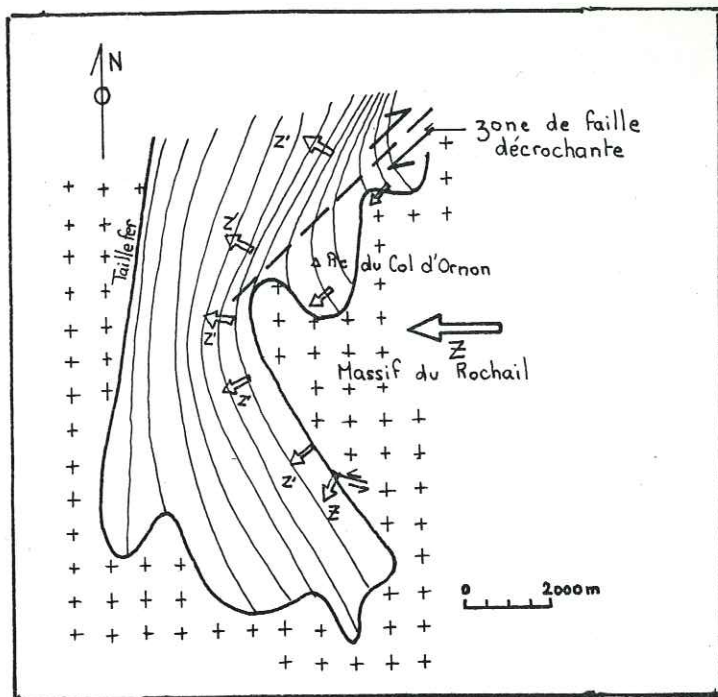 N
zone de faille
décrochante
Z'
Taillefer
Z'
Pic du Col d'Ornon
Z'
Z
Massif du Rochail
Z'
Z'
Z
0 2000m